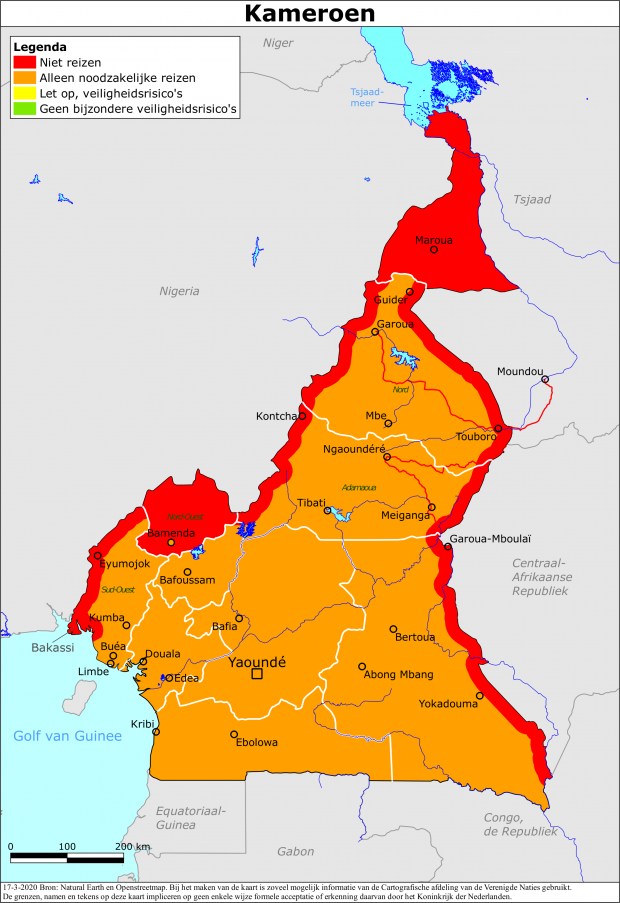 Kameroen
Legenda
Niet reizen
Alleen noodzakelijke reizen
Let op, veiligheidsrisico's
Geen bijzondere veiligheidsrisico's
Niger
Tsjaad-
meer
Tsjaad
Maroua
Nigeria
Guider
Garoua
Moundou
Nord
Kontcha
Mbe
Touboro
Ngaoundéré
Adamaoua
Tibati
Meiganga
Nord-Ouest
Bamenda
Garoua-Mboulaï
Eyumojok
Centraal-
Afrikaanse
Republiek
Bafoussam
Sud-Ouest
Kumba
Bafia
Bertoua
Bakassi
Buéa
Douala
Yaoundé
Limbe
Edea
Abong Mbang
Yokadouma
Kribi
Golf van Guinee
Ebolowa
Equatoriaal-
Guinea
Congo,
de Republiek
Gabon
0 100 200 km
17-3-2020 Bron: Natural Earth en Openstreetmap. Bij het maken van de kaart is zoveel mogelijk informatie van de Cartografische afdeling van de Verenigde Naties gebruikt.
De grenzen, namen en tekens op deze kaart impliceren op geen enkele wijze formele acceptatie of erkenning daarvan door het Koninkrijk der Nederlanden.